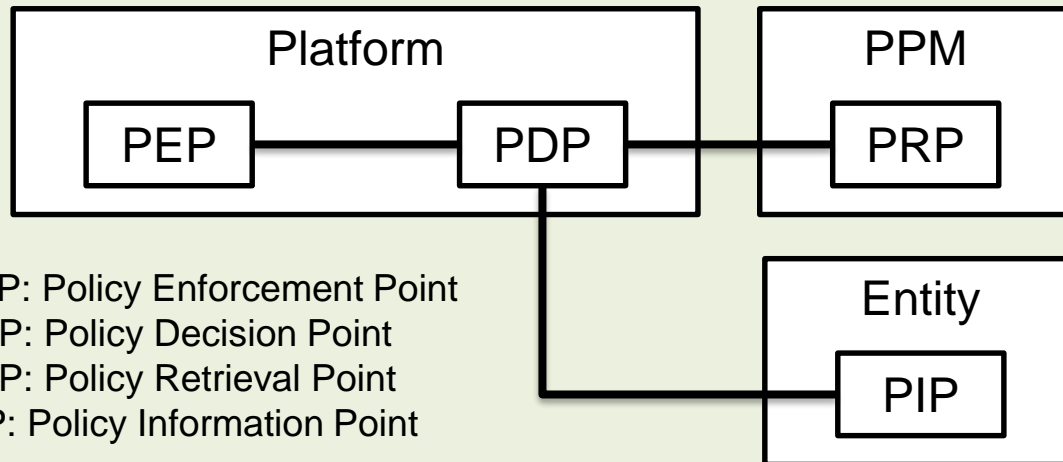 Platform
PPM
PEP
PDP
PRP
P: Policy Enforcement Point
P: Policy Decision Point
P: Policy Retrieval Point
P: Policy Information Point
Entity
PIP